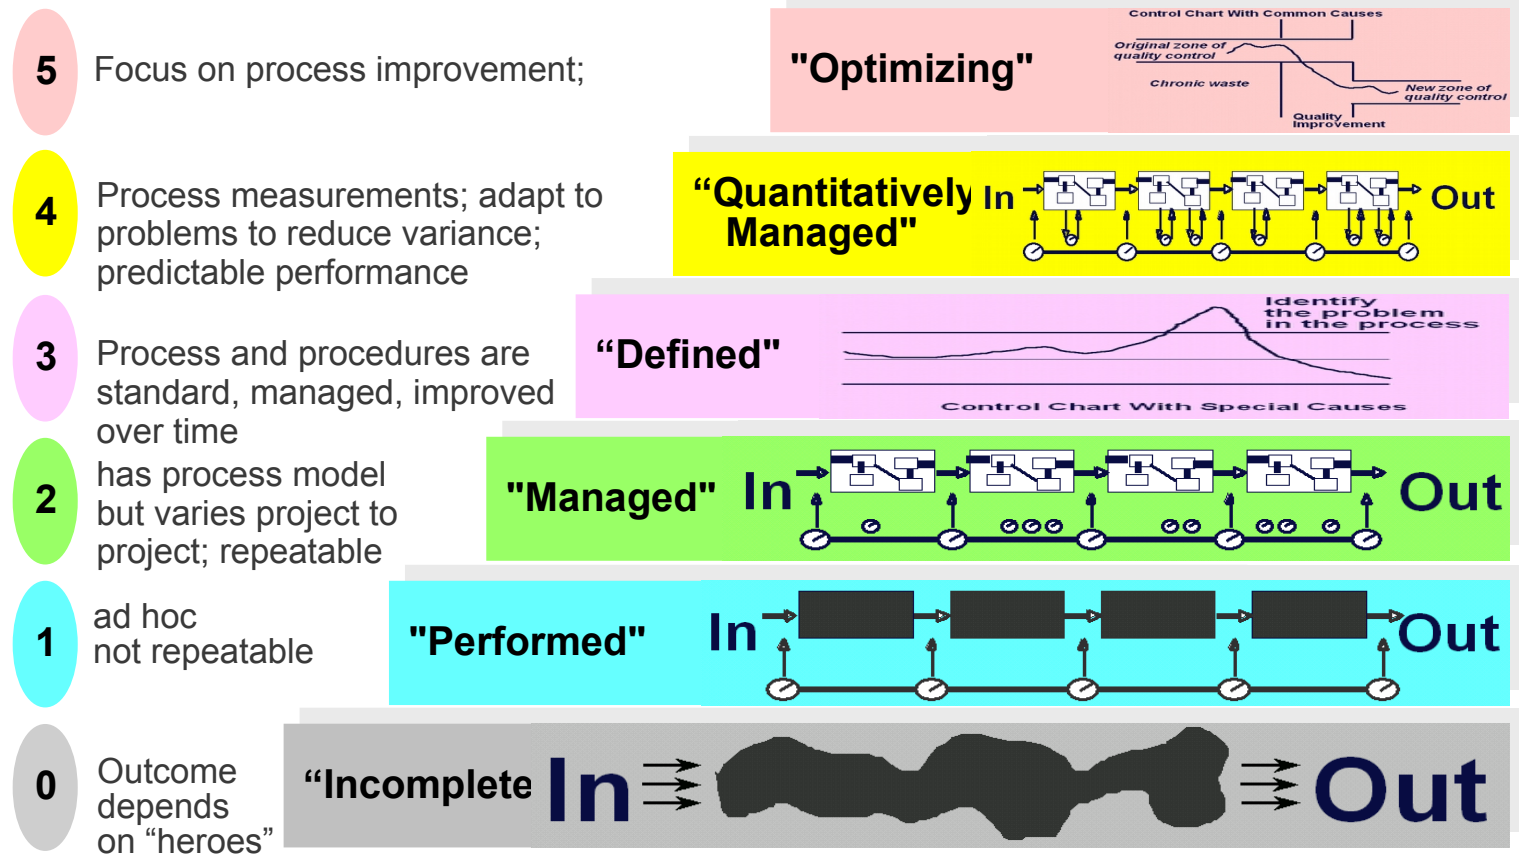 5
Focus on process improvement;
"Optimizing"
Control Chart With Common Causes
Original zone of
quality control
Chronic waste
New zone of
quality control
Quality
Improvement
4
Process measurements; adapt to
problems to reduce variance;
predictable performance
“Quantitatively
Managed"
In
Out
3
Process and procedures are
standard, managed, improved
over time
“Defined"
Identify
the problem
in the process
Control Chart With Special Causes
2
has process model
but varies project to
project; repeatable
"Managed"
In
Out
1
ad hoc
not repeatable
"Performed"
In
Out
0
Outcome
depends
on “heroes”
“Incomplete
In
Out